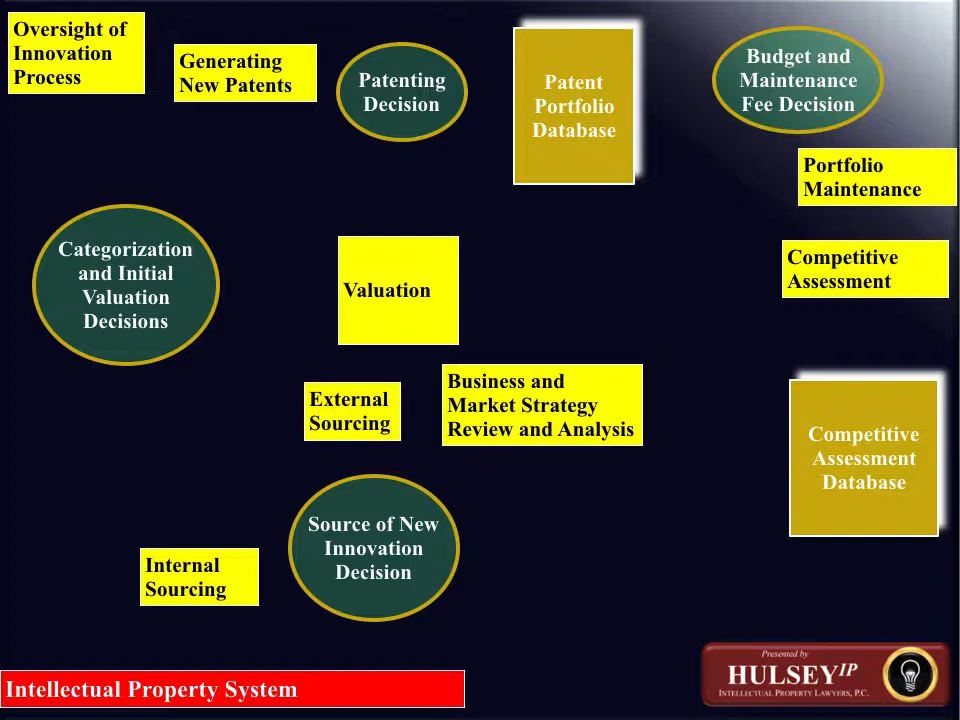 Oversight of
Innovation
Process
Generating
New Patents
Patenting
Decision
Patent
Portfolio
Database
Budget and
Maintenance
Fee Decision
Portfolio
Maintenance
Categorization
and Initial
Valuation
Decisions
Valuation
Competitive
Assessment
External
Sourcing
Business and
Market Strategy
Review and Analysis
Competitive
Assessment
Database
Source of New
Innovation
Decision
Internal
Sourcing
Intellectual Property System
Presented by
HULSEY IP
INTELLECTUAL PROPERTY LAWYERS, P.C.